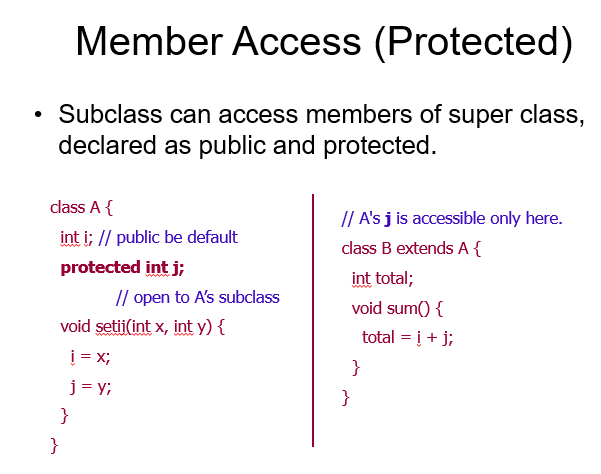 Member Access (Protected)
• Subclass can access members of super class,
declared as public and protected.
class A {
int i; // public be default
protected int j;
// open to A’s subclass
void setij(int x, int y) {
i = x;
j = y;
}
}
// A's j is accessible only here.
class B extends A {
int total;
void sum() {
total = i + j;
}
}